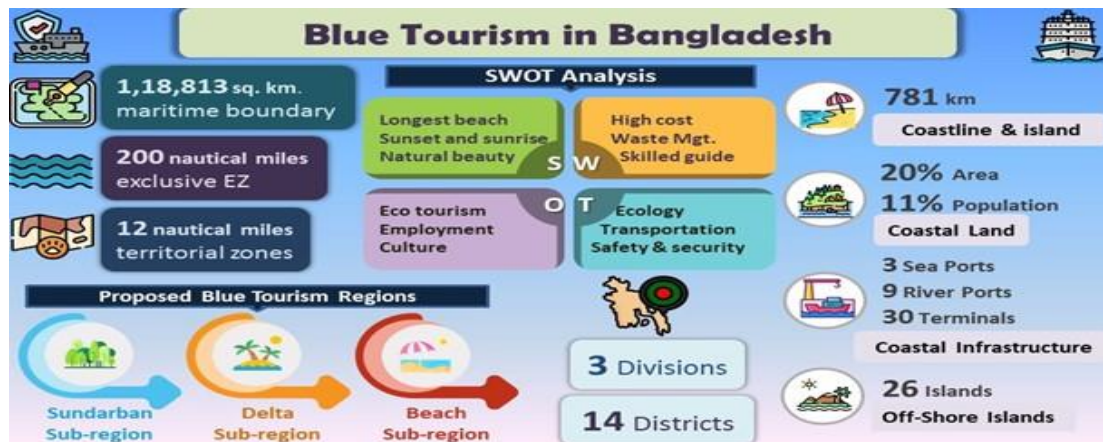 Blue Tourism in Bangladesh
1,18,813 sq. km.
maritime boundary
200 nautical miles
exclusive EZ
12 nautical miles
territorial zones
SWOT Analysis
Longest beach
Sunset and sunrise
Natural beauty
S
High cost
Waste Mgt.
Skilled guide
W
Eco tourism
Employment
Culture
O
Ecology
Transportation
Safety & security
T
781 km
Coastline & island
20% Area
11% Population
Coastal Land
3 Sea Ports
9 River Ports
30 Terminals
Coastal Infrastructure
26 Islands
Off-Shore Islands
Proposed Blue Tourism Regions
Sundarban
Sub-region
Delta
Sub-region
Beach
Sub-region
3 Divisions
14 Districts